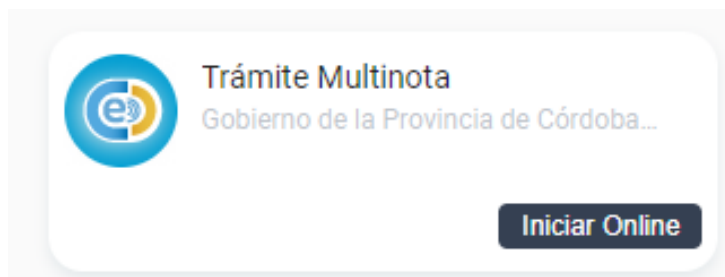 Trámite Multinota
Gobierno de la Provincia de Córdoba...
Iniciar Online